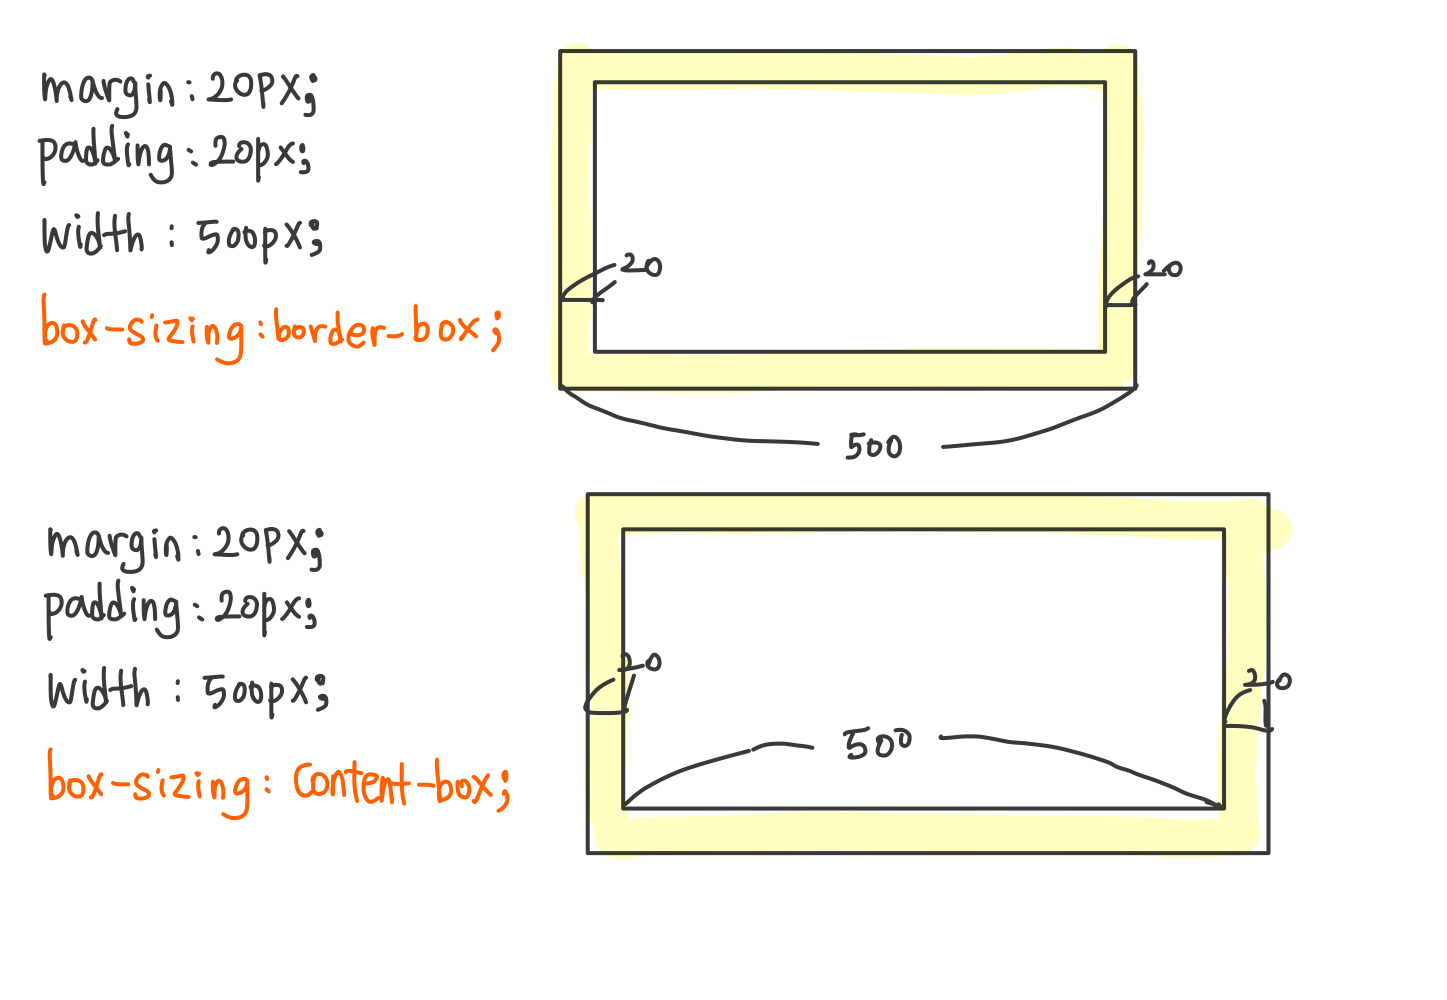 margin : 20PX;
padding : 20px;
width : 500px;
box-sizing : border-box;
20
20
500
margin : 20PX;
padding : 20px;
width : 500px;
box-sizing : content-box;
20
20
500